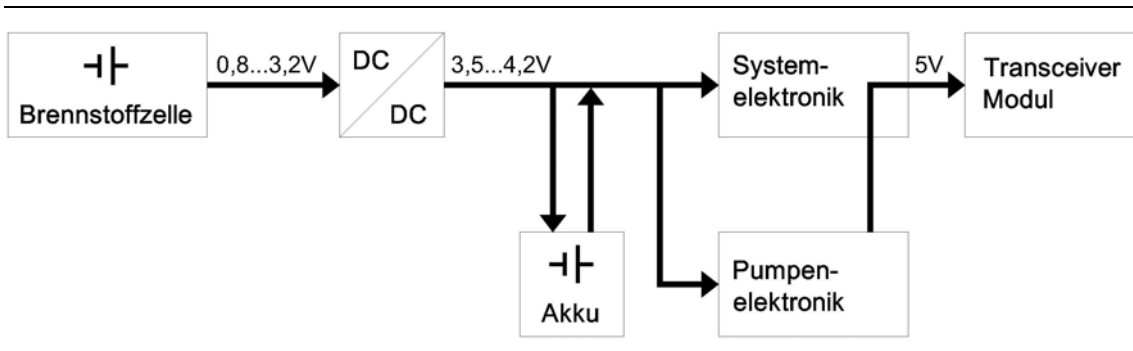 Brennstoffzelle
0,8...3,2V
DC
DC
3,5...4,2V
System-
elektronik
5V
Transceiver
Modul
Akku
Pumpen-
elektronik